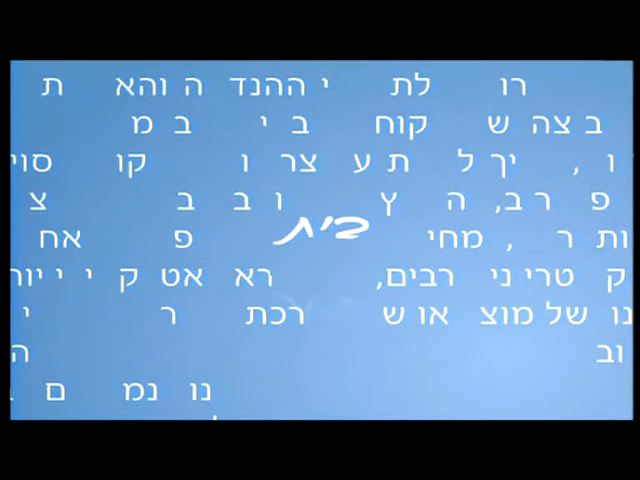 רו לת י ההנד ה והא ת
ב צה ש קוח ב י ב מ
ו , יך ל ת ע צר ו קו סוי
פ ר ב, ה ץ ו ב ב צ
ות ר , מחי פ אח
בית
ק טרי ני רבים, רא אט ק י י יור
נו של מוצ או ש רכת ר י
וב ה
נו נמ ם